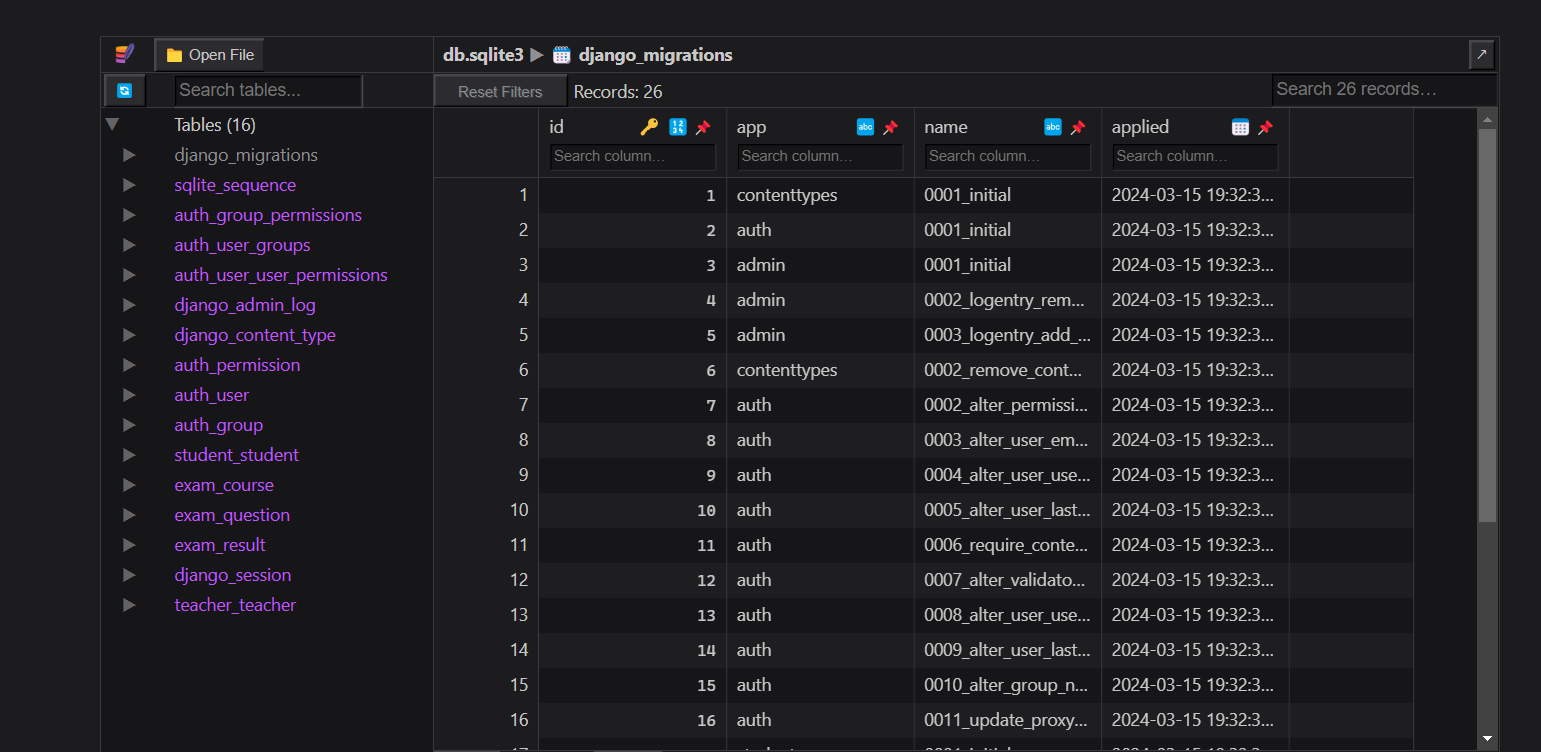 Open File
db.sqlite3 django_migrations
Search tables...
Reset Filters Records: 26 Search 26 records…
Tables (16)
django_migrations
sqlite_sequence
auth_group_permissions
auth_user_groups
auth_user_user_permissions
django_admin_log
django_content_type
auth_permission
auth_user
auth_group
student_student
exam_course
exam_question
exam_result
django_session
teacher_teacher
id app abc name abc applied
Search column… Search column… Search column… Search column…
1 1 contenttypes 0001_initial 2024-03-15 19:32:3...
2 2 auth 0001_initial 2024-03-15 19:32:3...
3 3 admin 0001_initial 2024-03-15 19:32:3...
4 4 admin 0002_logentry_rem... 2024-03-15 19:32:3...
5 5 admin 0003_logentry_add_... 2024-03-15 19:32:3...
6 6 contenttypes 0002_remove_cont... 2024-03-15 19:32:3...
7 7 auth 0002_alter_permissi... 2024-03-15 19:32:3...
8 8 auth 0003_alter_user_em... 2024-03-15 19:32:3...
9 9 auth 0004_alter_user_use... 2024-03-15 19:32:3...
10 10 auth 0005_alter_user_last... 2024-03-15 19:32:3...
11 11 auth 0006_require_conte... 2024-03-15 19:32:3...
12 12 auth 0007_alter_validato... 2024-03-15 19:32:3...
13 13 auth 0008_alter_user_use... 2024-03-15 19:32:3...
14 14 auth 0009_alter_user_last... 2024-03-15 19:32:3...
15 15 auth 0010_alter_group_n... 2024-03-15 19:32:3...
16 16 auth 0011_update_proxy... 2024-03-15 19:32:3...